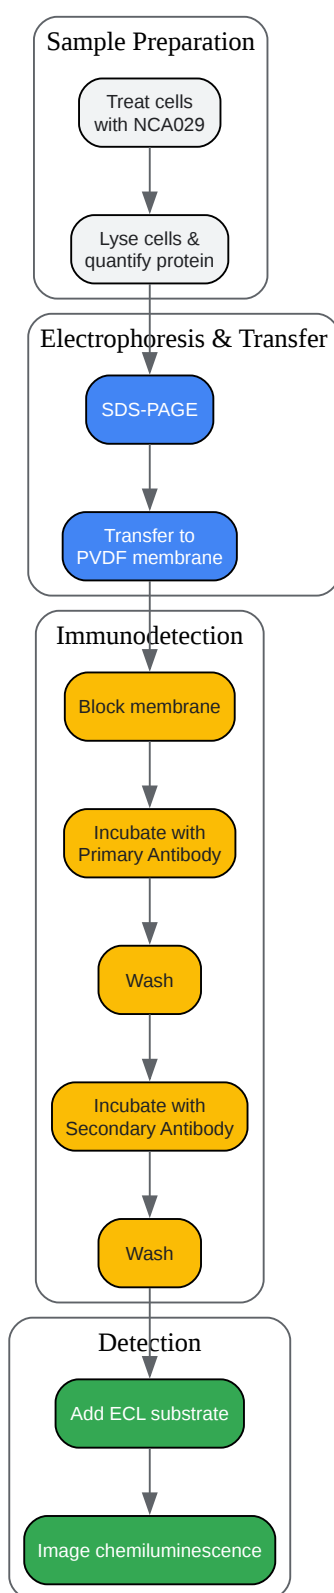 Sample Preparation
Treat cells
with NCA029
Lyse cells &
quantify protein
Electrophoresis & Transfer
SDS-PAGE
Transfer to
PVDF membrane
Immunodetection
Block membrane
Incubate with
Primary Antibody
Wash
Incubate with
Secondary Antibody
Wash
Detection
Add ECL substrate
Image chemiluminescence